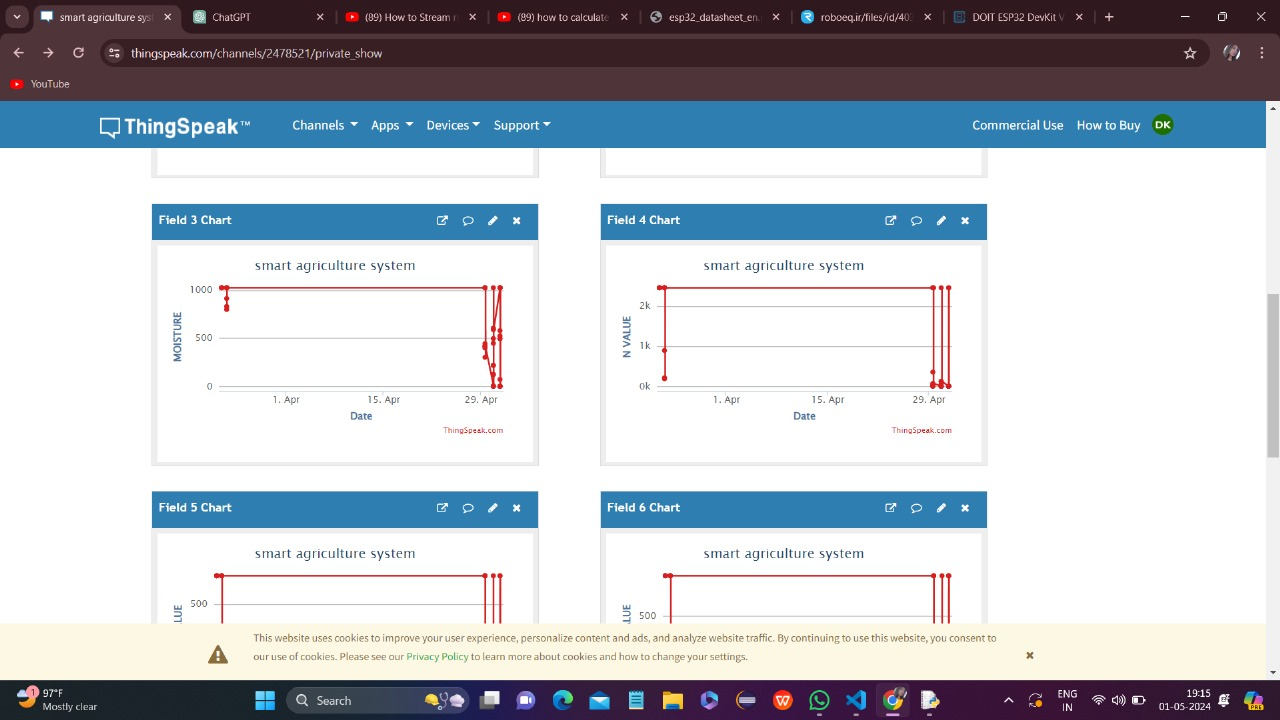 smart agriculture sys
ChatGPT
(89) How to Stream r
(89) how to calculate
esp32_datasheet_en.
roboeq.ir/files/id/403
DOIT ESP32 DevKit V
thingspeak.com/channels/2478521/private_show
YouTube
ThingSpeak™
Channels
Apps
Devices
Support
Commercial Use
How to Buy
DK
Field 3 Chart
smart agriculture system
MOISTURE
1000
500
0
1. Apr
15. Apr
29. Apr
Date
ThingSpeak.com
Field 4 Chart
smart agriculture system
N VALUE
2k
1k
0k
1. Apr
15. Apr
29. Apr
Date
ThingSpeak.com
Field 5 Chart
smart agriculture system
LUE
500
Field 6 Chart
smart agriculture system
LUE
500
This website uses cookies to improve your user experience, personalize content and ads, and analyze website traffic. By continuing to use this website, you consent to
our use of cookies. Please see our Privacy Policy to learn more about cookies and how to change your settings.
1
97°F
Mostly clear
Search
ENG
IN
19:15
01-05-2024
PRE